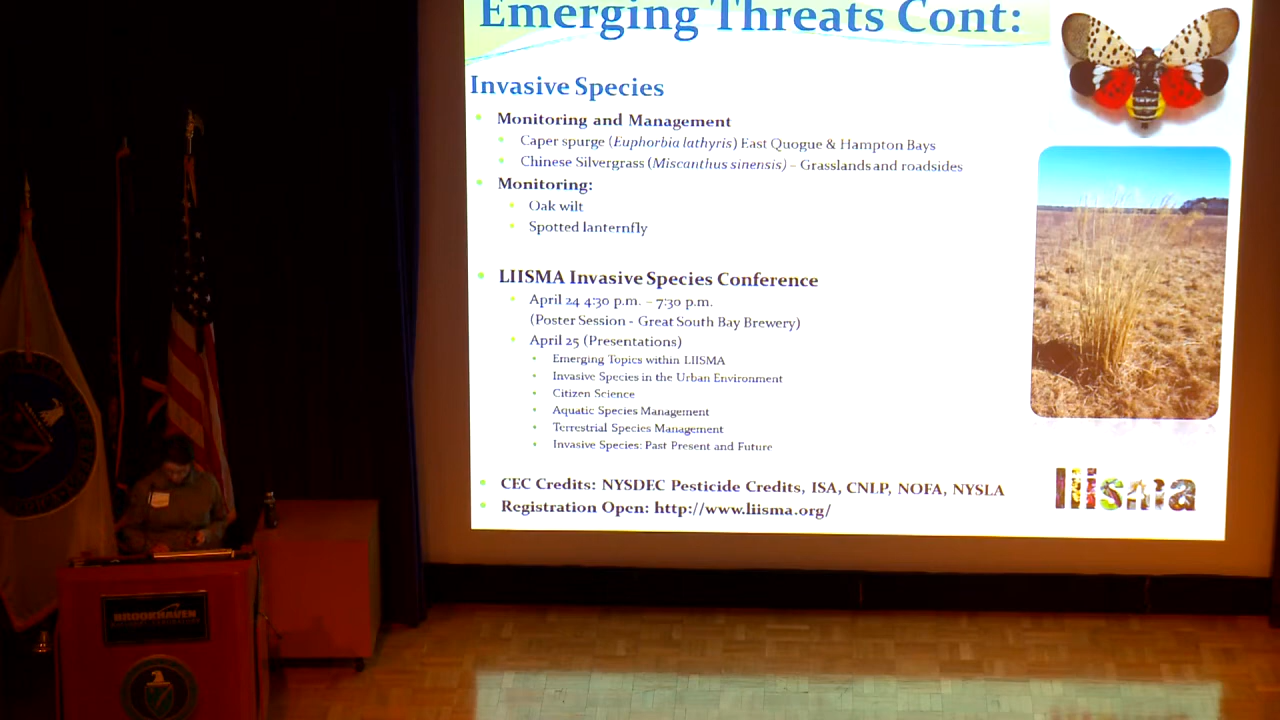 Emerging Threats Cont:
Invasive Species
Monitoring and Management
Caper spurge (Euphorbia lathyris) East Quogue & Hampton Bays
Chinese Silvergrass (Miscanthus sinensis) – Grasslands and roadsides
Monitoring:
Oak wilt
Spotted lanternfly
LIISMA Invasive Species Conference
April 24 4:30 p.m. – 7:30 p.m.
(Poster Session - Great South Bay Brewery)
April 25 (Presentations)
Emerging Topics within LIISMA
Invasive Species in the Urban Environment
Citizen Science
Aquatic Species Management
Terrestrial Species Management
Invasive Species: Past Present and Future
CEC Credits: NYSDEC Pesticide Credits, ISA, CNLP, NOFA, NYSLA
Registration Open: http://www.liisma.org/
liisma
BROOKHAVEN